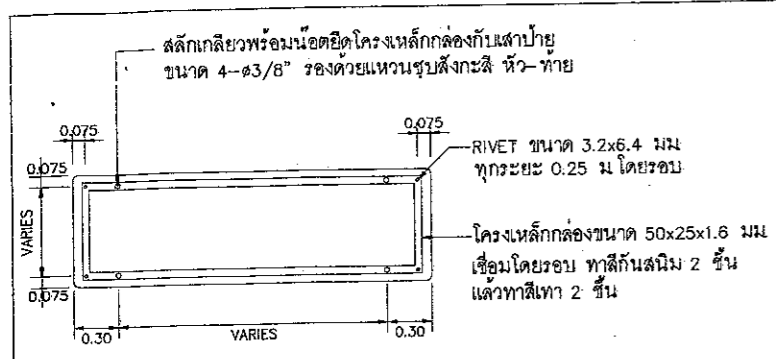 สลักเกลียวพร้อมน๊อตยึดโครงเหล็กกล่องกับเสาป้าย
ขนาด 4-ø3/8" รองด้วยแหวนชุบสังกะสี หัว-ท้าย
0.075
0.075
RIVET ขนาด 3.2x6.4 มม
ทุกระยะ 0.25 ม โดยรอบ
0.075
VARIES
โครงเหล็กกล่องขนาด 50x25x1.6 มม
เชื่อมโดยรอบ ทาสีกันสนิม 2 ชั้น
แล้วทาสีเทา 2 ชั้น
0.075
0.30
VARIES
0.30